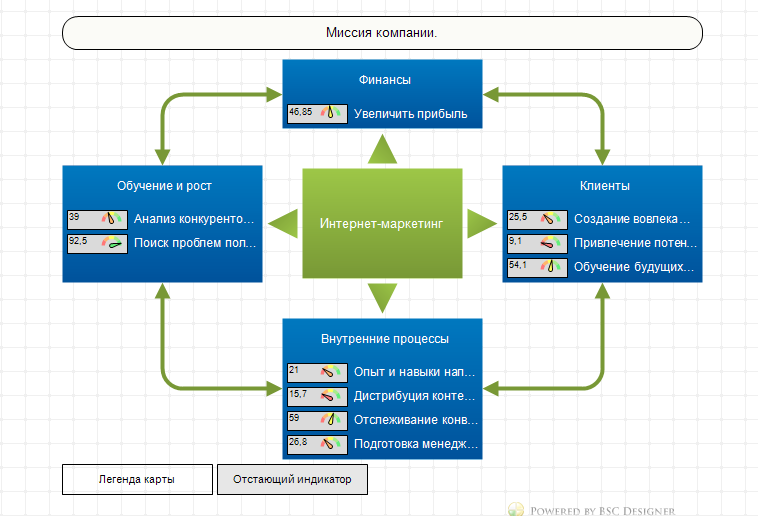 Миссия компании.
Финансы
46,85 Увеличить прибыль
Обучение и рост
39 Анализ конкуренто...
92,5 Поиск проблем пол...
Интернет-маркетинг
Клиенты
25,5 Создание вовлека...
9,1 Привлечение потен...
54,1 Обучение будущих...
Внутренние процессы
21 Опыт и навыки нап...
15,7 Дистрибуция конте...
59 Отслеживание конв...
26,8 Подготовка менедж...
Легенда карты
Отстающий индикатор
Powered by BSC Designer